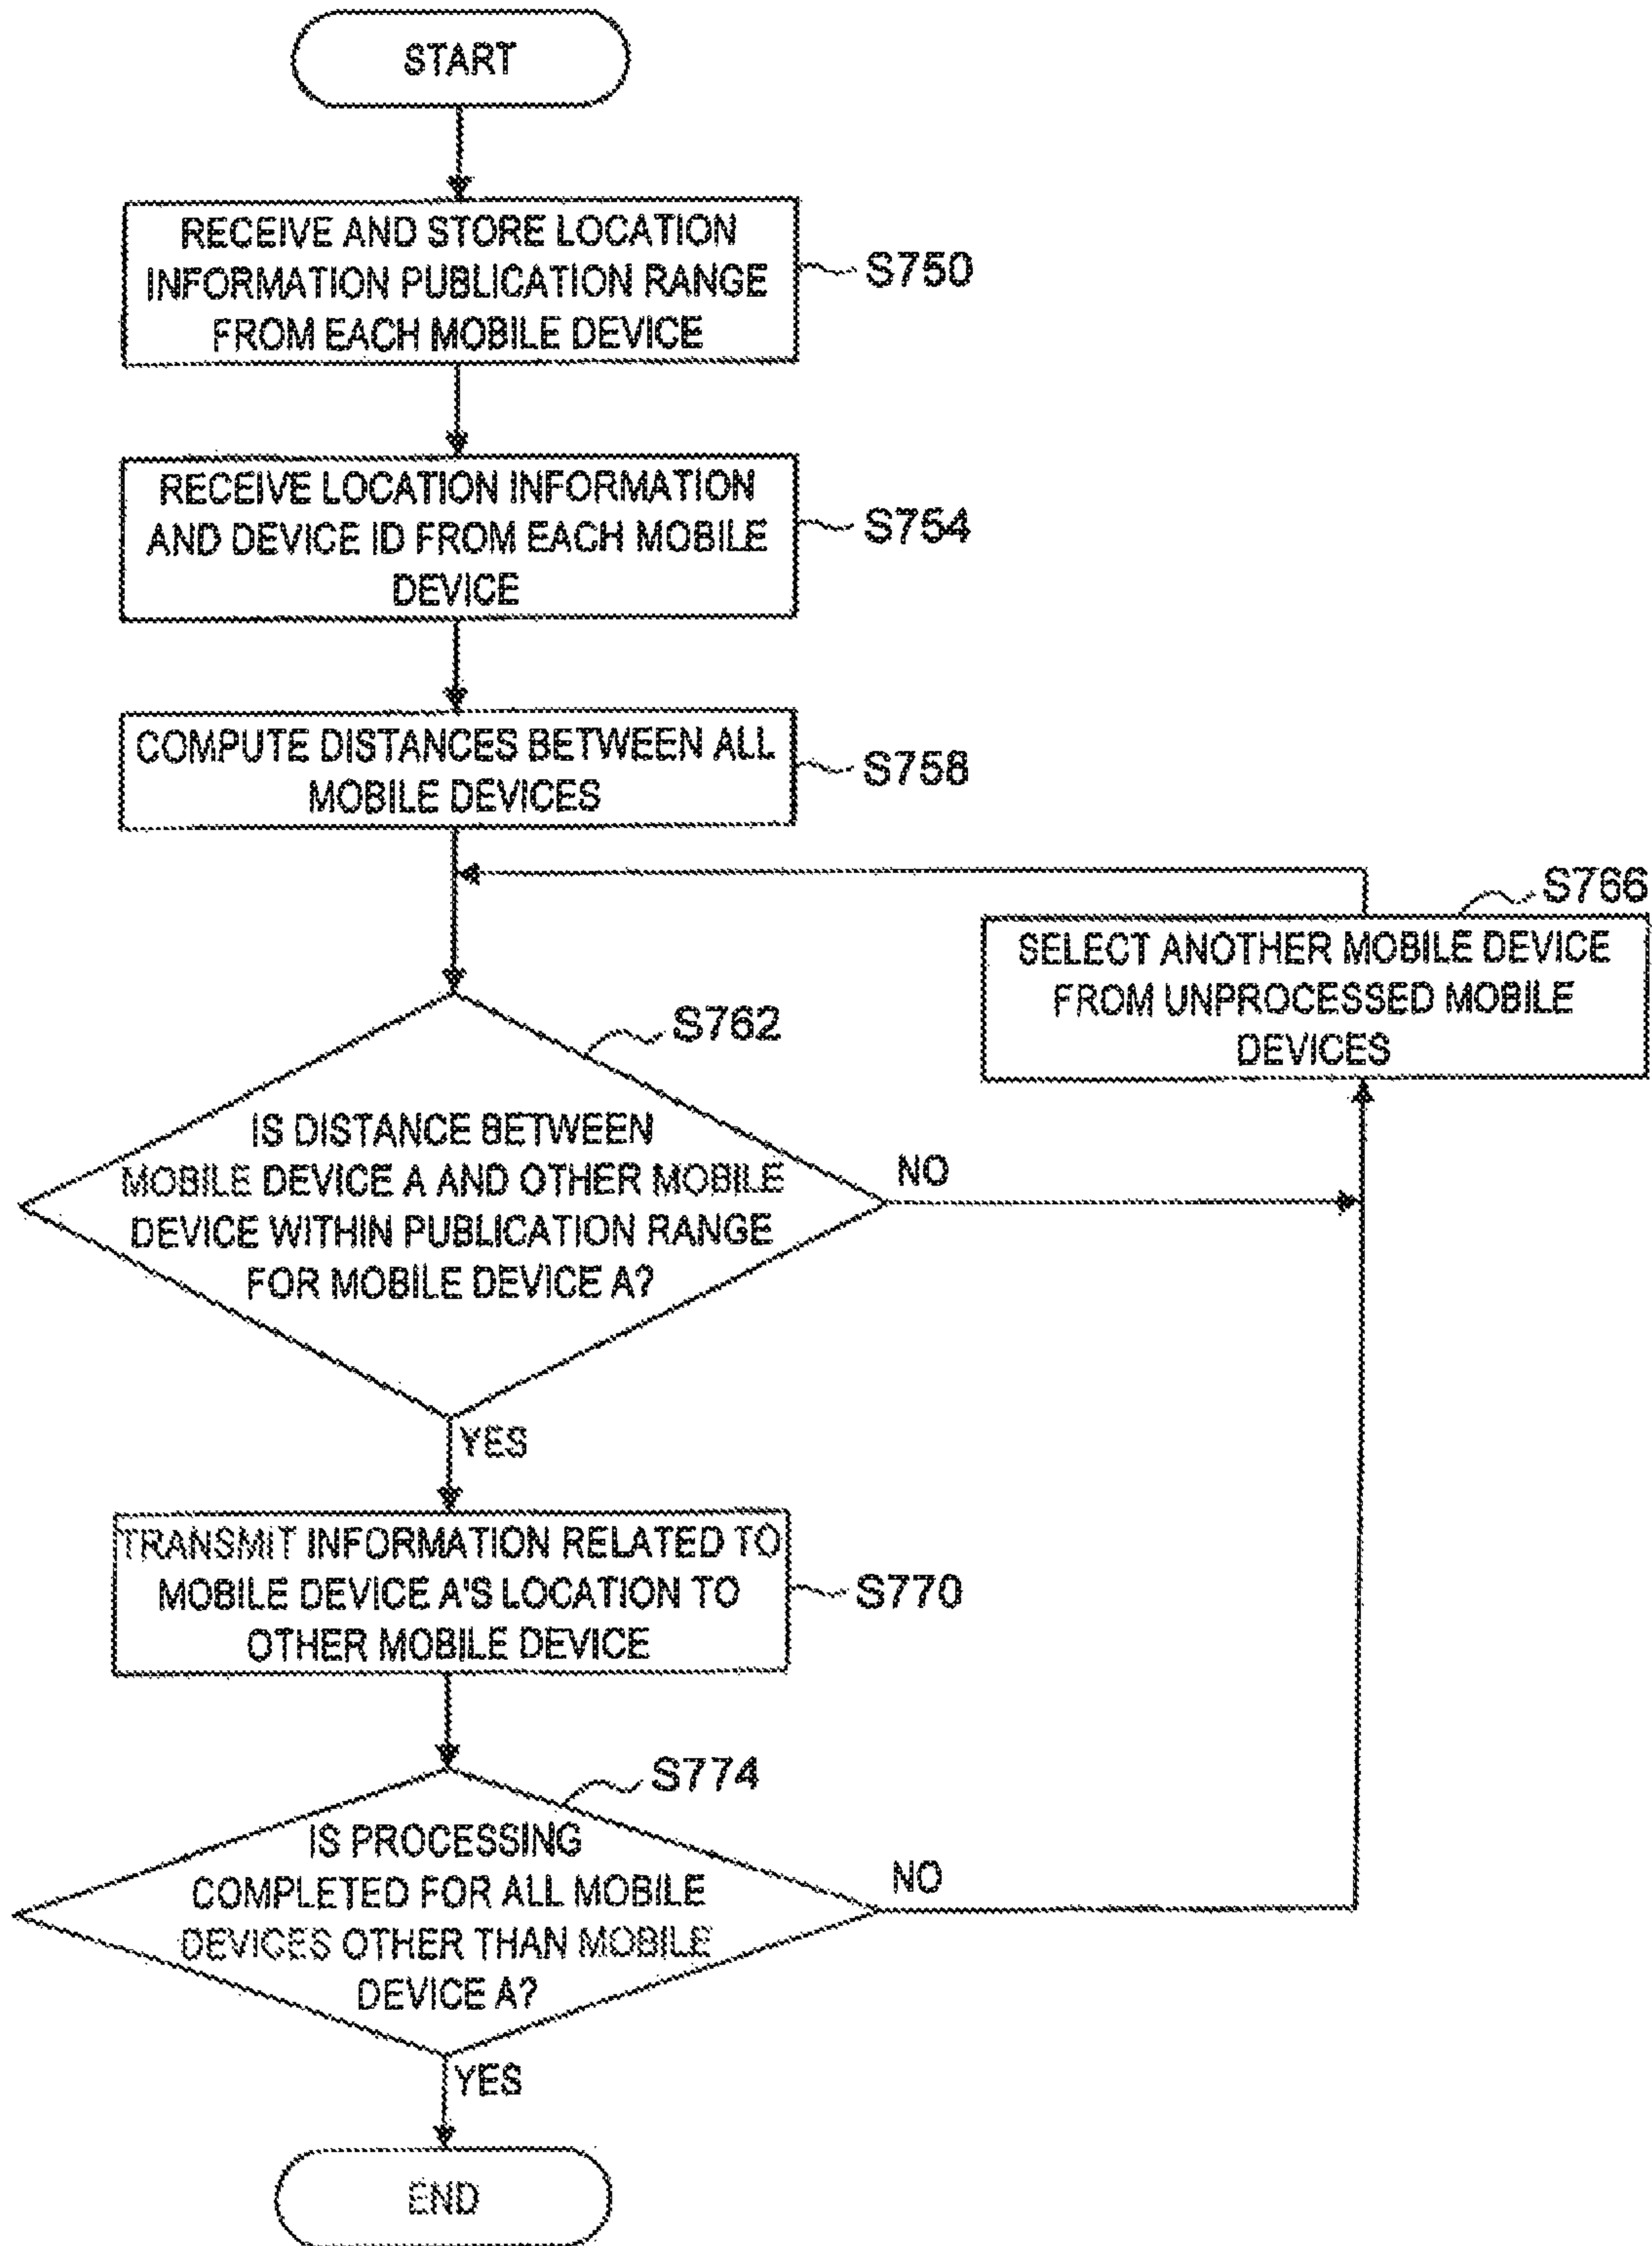 START
RECEIVE AND STORE LOCATION
INFORMATION PUBLICATION RANGE
FROM EACH MOBILE DEVICE
S750
RECEIVE LOCATION INFORMATION
AND DEVICE ID FROM EACH MOBILE
DEVICE
S754
COMPUTE DISTANCES BETWEEN ALL
MOBILE DEVICES
S758
S766
SELECT ANOTHER MOBILE DEVICE
FROM UNPROCESSED MOBILE
DEVICES
S762
IS DISTANCE BETWEEN
MOBILE DEVICE A AND OTHER MOBILE
DEVICE WITHIN PUBLICATION RANGE
FOR MOBILE DEVICE A?
NO
YES
TRANSMIT INFORMATION RELATED TO
MOBILE DEVICE A'S LOCATION TO
OTHER MOBILE DEVICE
S770
S774
IS PROCESSING
COMPLETED FOR ALL MOBILE
DEVICES OTHER THAN MOBILE
DEVICE A?
NO
YES
END